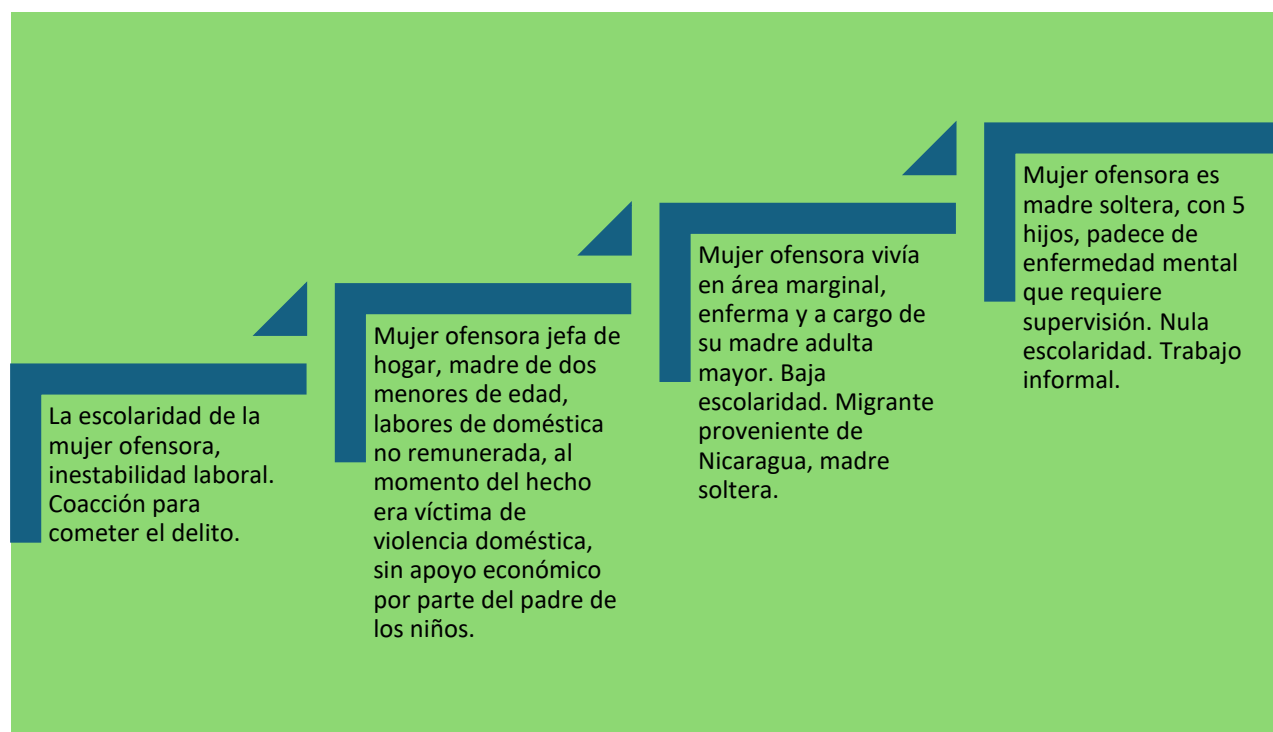 La escolaridad de la
mujer ofensora,
inestabilidad laboral.
Coacción para
cometer el delito.
Mujer ofensora jefa de
hogar, madre de dos
menores de edad,
labores de doméstica
no remunerada, al
momento del hecho
era víctima de
violencia doméstica,
sin apoyo económico
por parte del padre de
los niños.
Mujer ofensora vivía
en área marginal,
enferma y a cargo de
su madre adulta
mayor. Baja
escolaridad. Migrante
proveniente de
Nicaragua, madre
soltera.
Mujer ofensora es
madre soltera, con 5
hijos, padece de
enfermedad mental
que requiere
supervisión. Nula
escolaridad. Trabajo
informal.